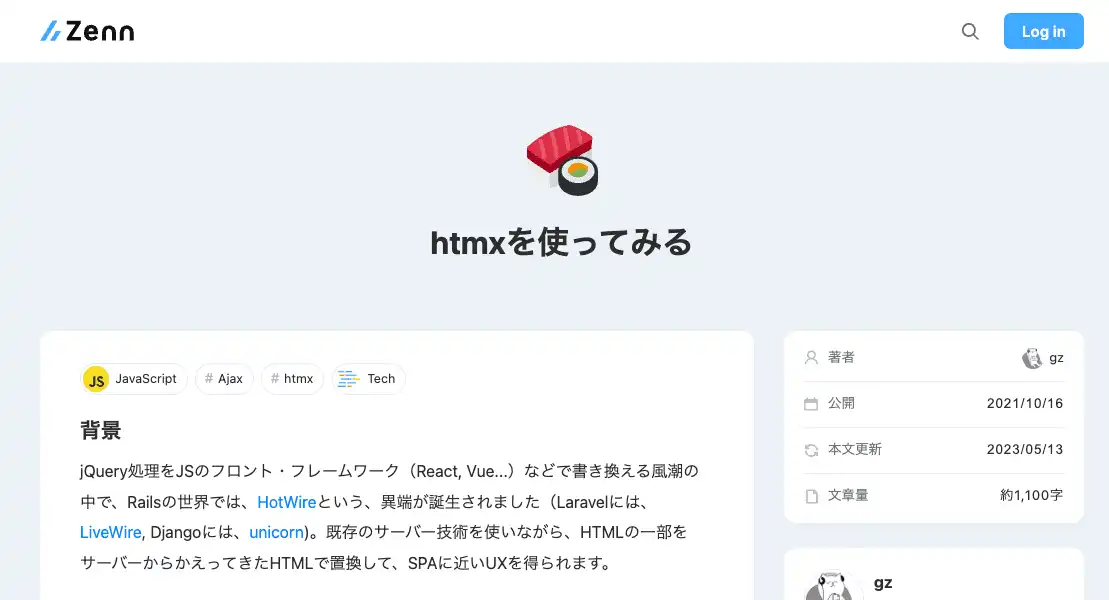 Zenn
Log in
htmxを使ってみる
JS JavaScript # Ajax # htmx Tech
背景
jQuery処理をJSのフロント・フレームワーク（React, Vue...）などで書き換える風潮の
中で、Railsの世界では、HotWireという、異端が誕生されました（Laravelには、
LiveWire, Djangoには、unicorn)。既存のサーバー技術を使いながら、HTMLの一部を
サーバーからかえってきたHTMLで置換して、SPAに近いUXを得られます。
著者 gz
公開 2021/10/16
本文更新 2023/05/13
文章量 約1,100字
gz